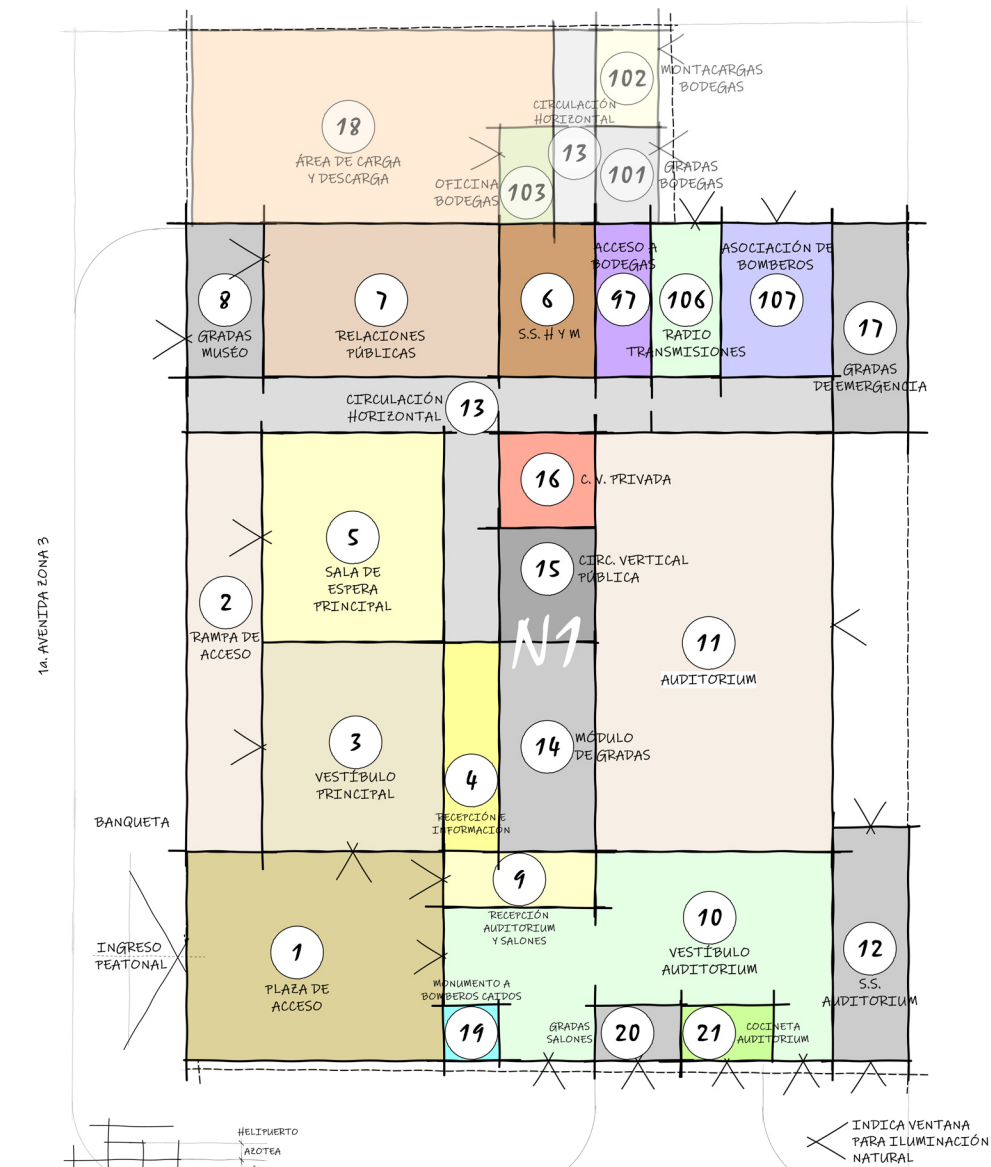 102
MONTACARGAS
BODEGAS
18
ÁREA DE CARGA
Y DESCARGA
CIRCULACIÓN
HORIZONTAL
13
101
GRADAS
BODEGAS
OFICINA
BODEGAS
103
8
GRADAS
MUSÉO
7
RELACIONES
PÚBLICAS
6
S.S. H Y M
ACCESO A
BODEGAS
97
106
RADIO
TRANSMISIONES
ASOCIACIÓN DE
BOMBEROS
107
17
GRADAS
DE EMERGENCIA
CIRCULACIÓN
HORIZONTAL
13
16
C.V. PRIVADA
5
SALA DE
ESPERA
PRINCIPAL
15
CIRC. VERTICAL
PÚBLICA
1a. AVENIDA ZONA 3
2
RAMPA DE
ACCESO
N1
11
AUDITORIUM
3
VESTÍBULO
PRINCIPAL
14
MÓDULO
DE GRADAS
4
RECEPCIÓN E
INFORMACIÓN
BANQUETA
9
RECEPCIÓN
AUDITORIUM
Y SALONES
10
VESTÍBULO
AUDITORIUM
INGRESO
PEATONAL
1
PLAZA DE
ACCESO
12
S.S.
AUDITORIUM
MONUMENTO A
BOMBEROS CAIDOS
19
GRADAS
SALONES
20
21
COCINETA
AUDITORIUM
HELIPUERTO
AZOTEA
INDICA VENTANA
PARA ILUMINACIÓN
NATURAL